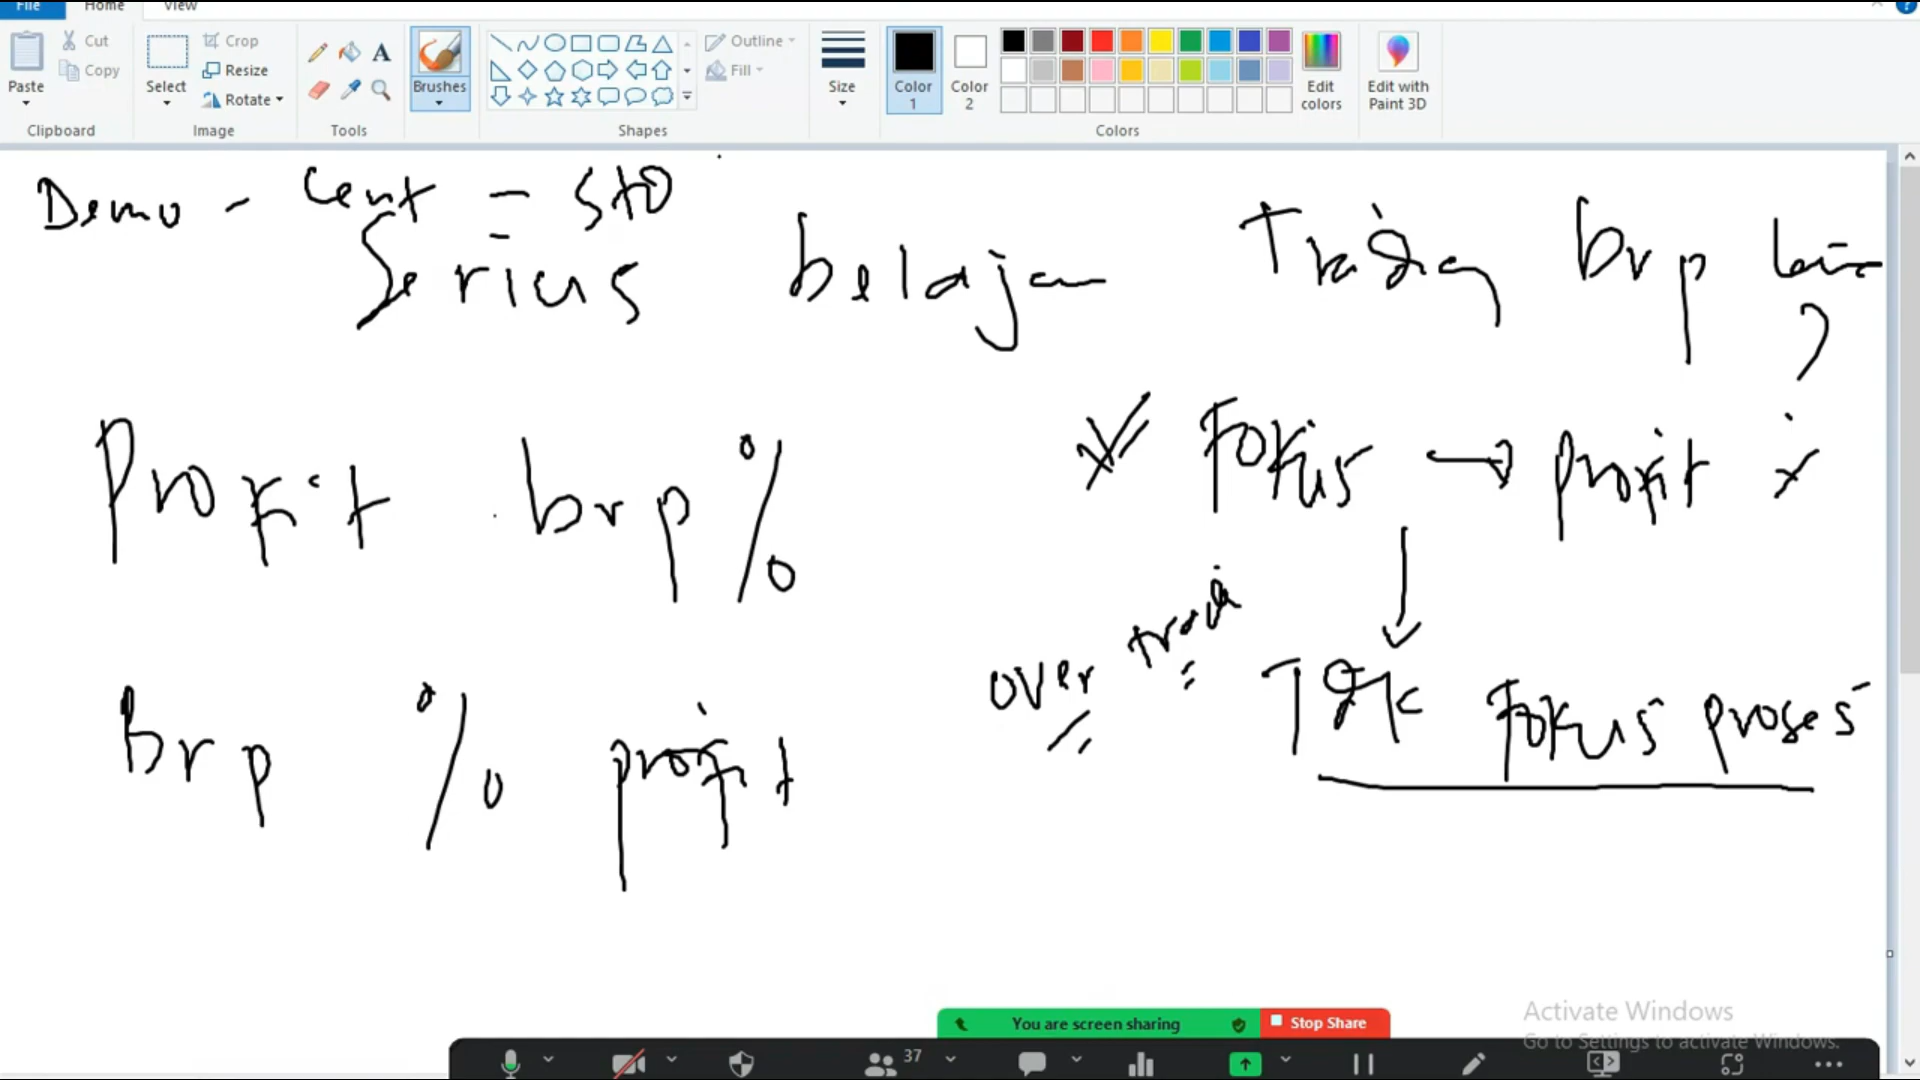 File Home View
Cut
Copy
Paste
Clipboard
Crop
Resize
Rotate
Select
Image
A
Tools
Brushes
Outline
Fill
Shapes
Size
Color 1
Color 2
Edit colors
Edit with Paint 3D
Colors
Demo - Cent = STD
Serius belajar Trading brp
?
Profit brp %
Fokus → profit x
over trade
Tdk Fokus proses
Brp % profit
Activate Windows
Go to Settings to activate Windows.
You are screen sharing Stop Share
37